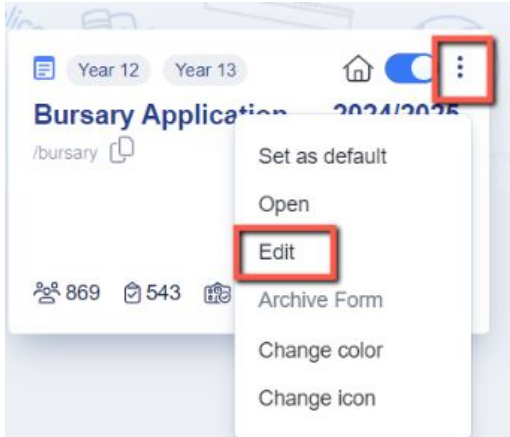 Year 12 Year 13
Bursary Application 2024/2025
/bursary
Set as default
Open
Edit
869 543
Archive Form
Change color
Change icon